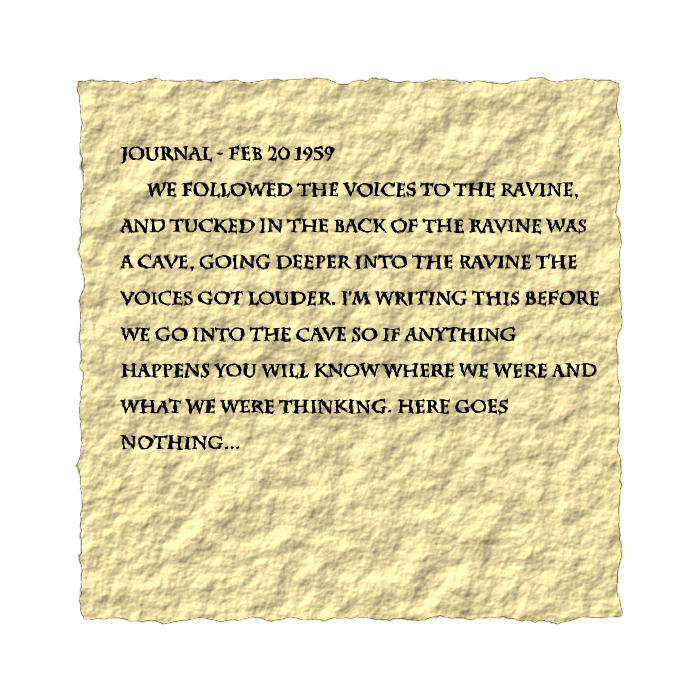 JOURNAL - FEB 20 1959
WE FOLLOWED THE VOICES TO THE RAVINE,
AND TUCKED IN THE BACK OF THE RAVINE WAS
A CAVE, GOING DEEPER INTO THE RAVINE THE
VOICES GOT LOUDER. I'M WRITING THIS BEFORE
WE GO INTO THE CAVE SO IF ANYTHING
HAPPENS YOU WILL KNOW WHERE WE WERE AND
WHAT WE WERE THINKING. HERE GOES
NOTHING...